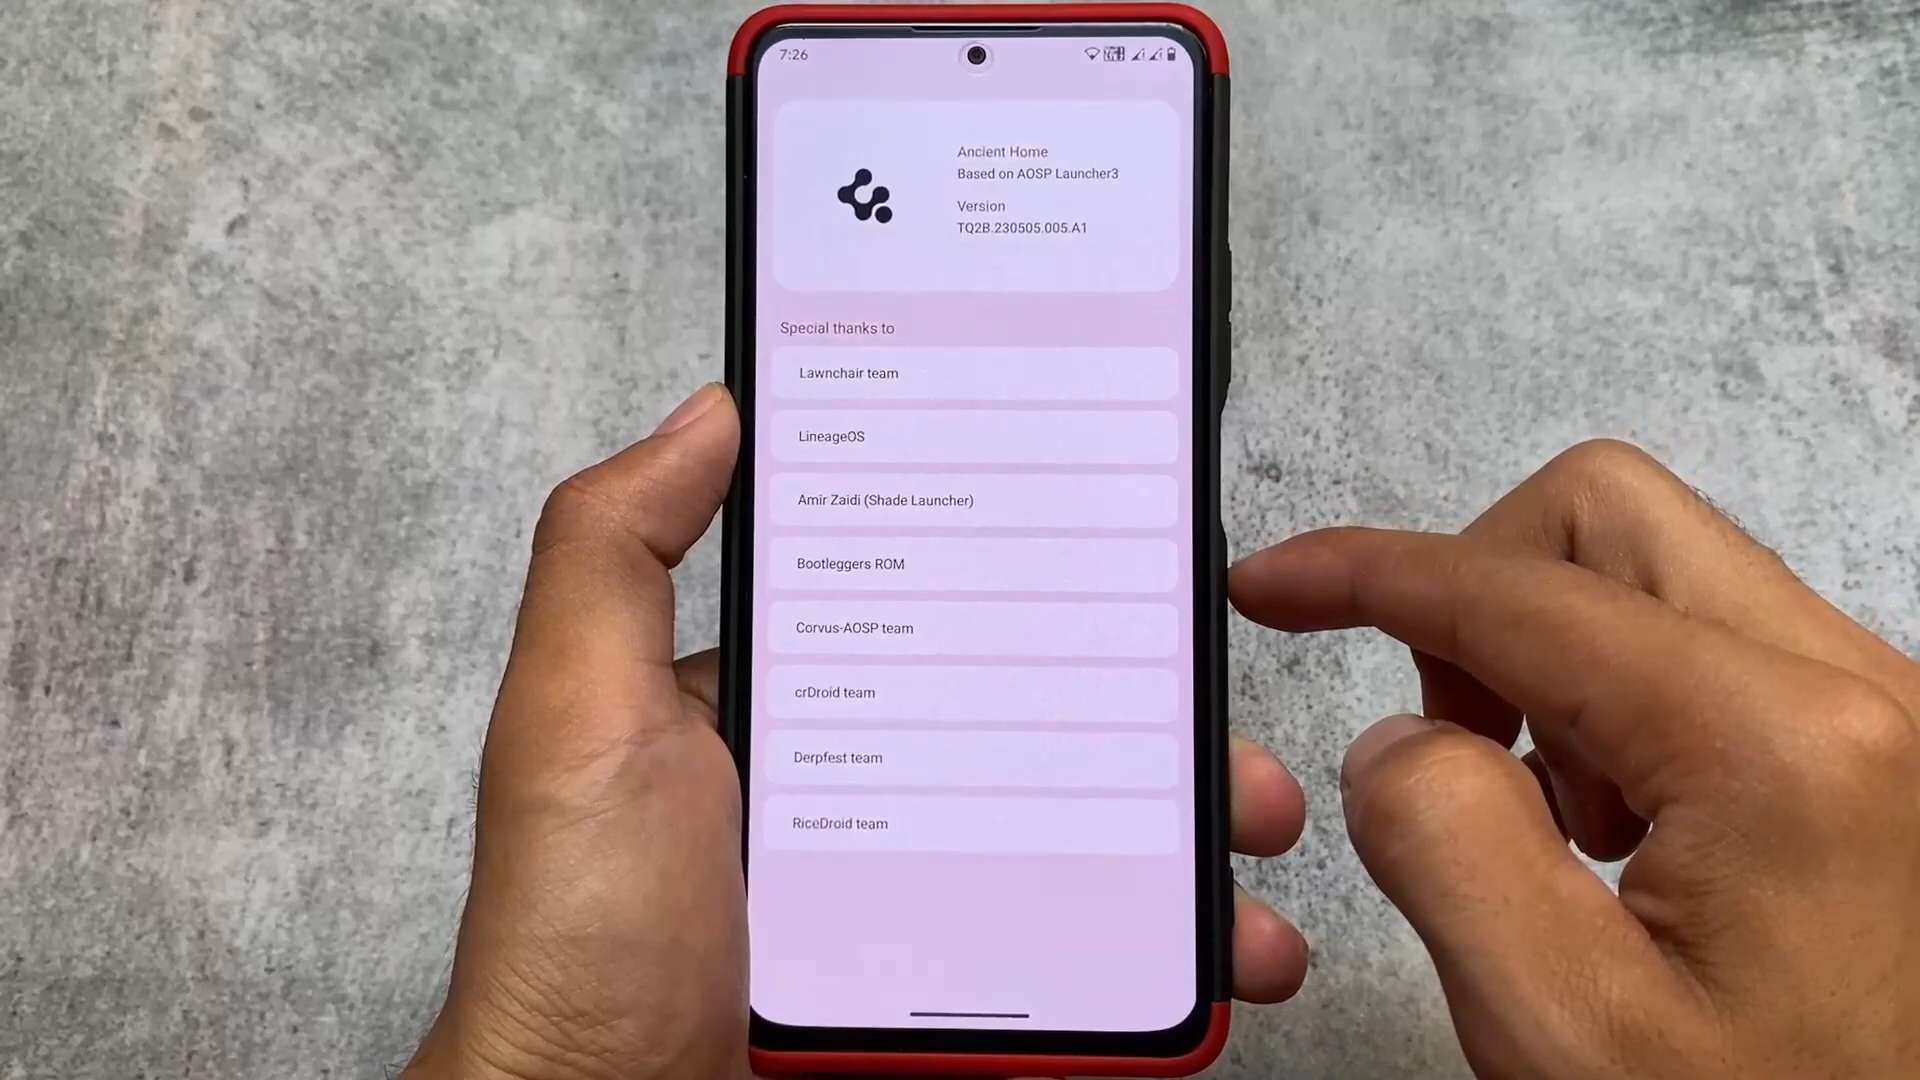 7:26
Ancient Home
Based on AOSP Launcher3
Version
TQ2B.230505.005.A1
Special thanks to
Lawnchair team
LineageOS
Amir Zaidi (Shade Launcher)
Bootleggers ROM
Corvus-AOSP team
crDroid team
Derpfest team
RiceDroid team